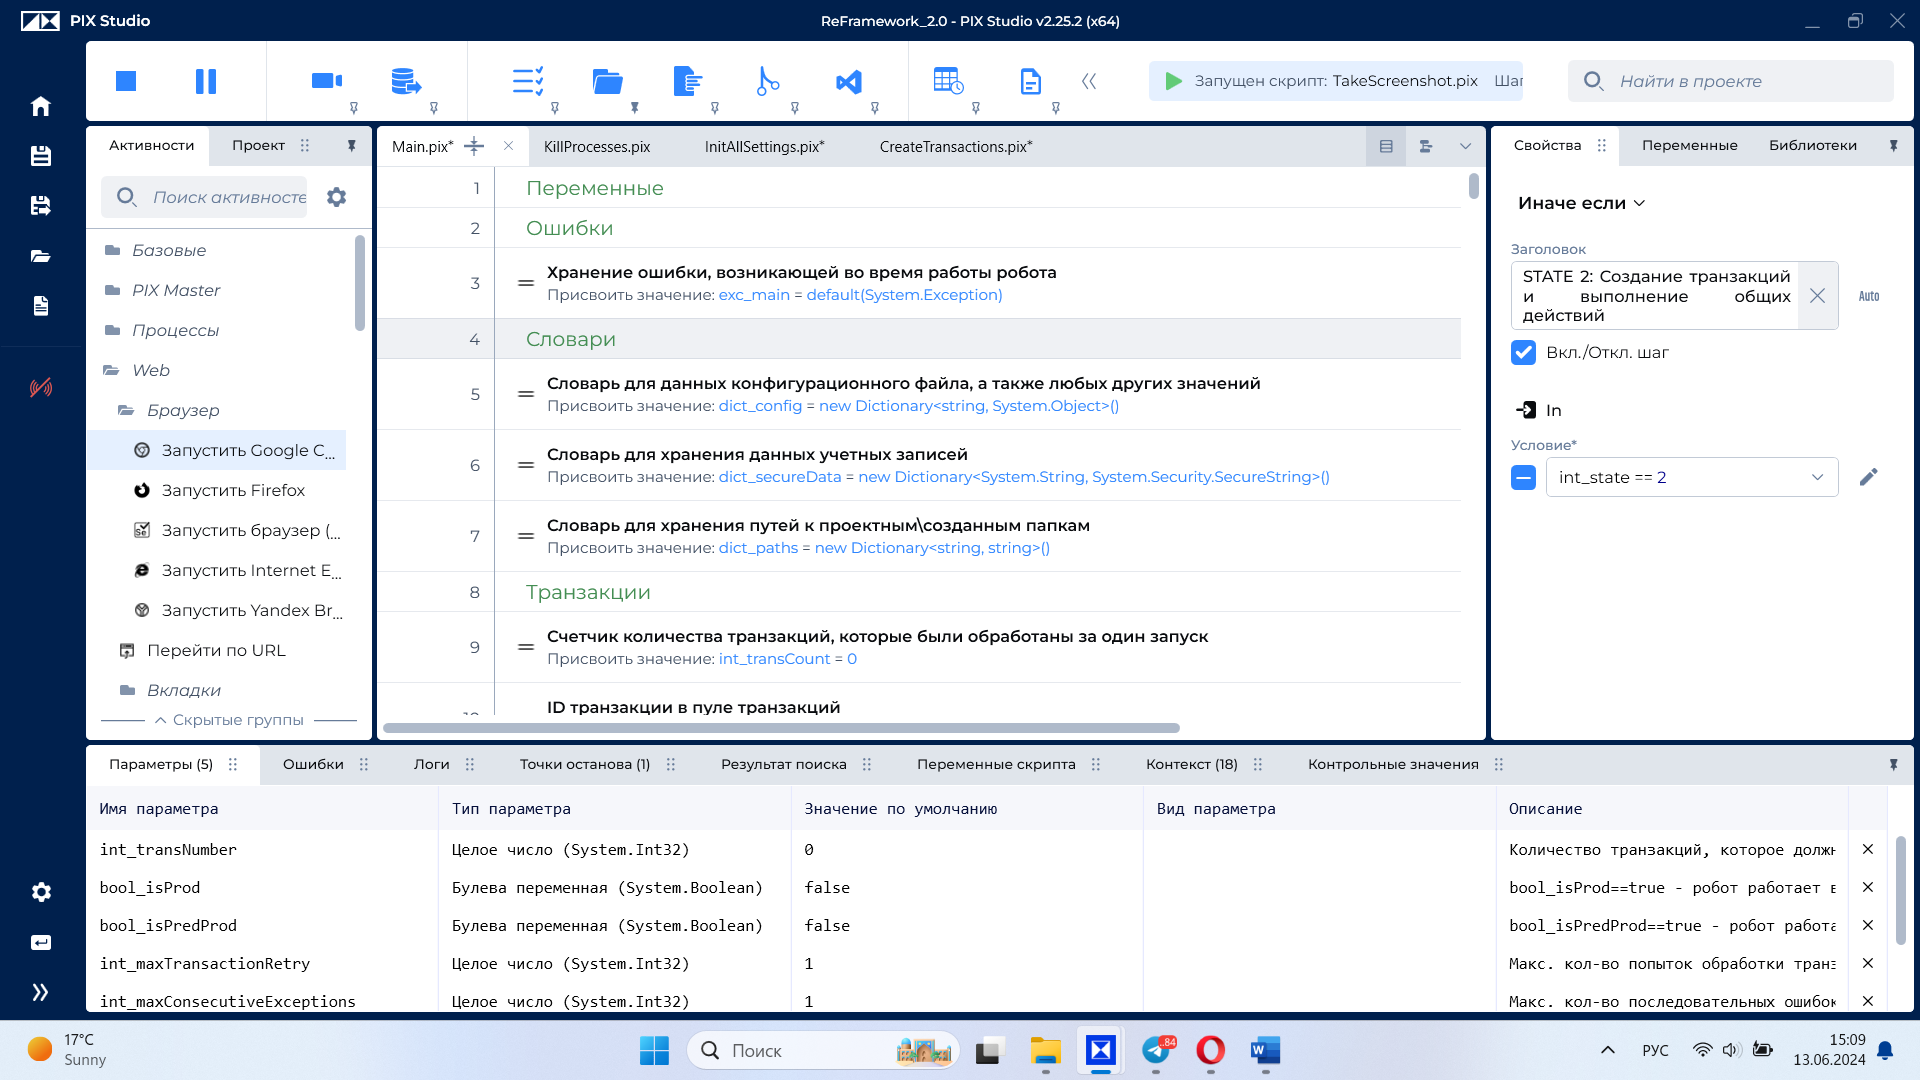 PIX Studio
ReFramework_2.0 - PIX Studio v2.25.2 (x64)
Запущен скрипт: TakeScreenshot.pix
Найти в проекте
Активности
Проект
Поиск активносте
Базовые
PIX Master
Процессы
Web
Браузер
Запустить Google C...
Запустить Firefox
Запустить браузер (...
Запустить Internet E...
Запустить Yandex Br...
Перейти по URL
Вкладки
Скрытые группы
Main.pix*
KillProcesses.pix
InitAllSettings.pix*
CreateTransactions.pix*
1 Переменные
2 Ошибки
3 Хранение ошибки, возникающей во время работы робота
Присвоить значение: exc_main = default(System.Exception)
4 Словари
5 Словарь для данных конфигурационного файла, а также любых других значений
Присвоить значение: dict_config = new Dictionary<string, System.Object>()
6 Словарь для хранения данных учетных записей
Присвоить значение: dict_secureData = new Dictionary<System.String, System.Security.SecureString>()
7 Словарь для хранения путей к проектным\созданным папкам
Присвоить значение: dict_paths = new Dictionary<string, string>()
8 Транзакции
9 Счетчик количества транзакций, которые были обработаны за один запуск
Присвоить значение: int_transCount = 0
ID транзакции в пуле транзакций
Свойства
Переменные
Библиотеки
Иначе если
Заголовок
STATE 2: Создание транзакций
и выполнение общих
действий
Auto
Вкл./Откл. шаг
In
Условие*
int_state == 2
Параметры (5)
Ошибки
Логи
Точки останова (1)
Результат поиска
Переменные скрипта
Контекст (18)
Контрольные значения
Имя параметра Тип параметра Значение по умолчанию Вид параметра Описание
int_transNumber Целое число (System.Int32) 0 Количество транзакций, которое
bool_isProd Булева переменная (System.Boolean) false bool_isProd==true - робот работает
bool_isPredProd Булева переменная (System.Boolean) false bool_isPredProd==true - робот
int_maxTransactionRetry Целое число (System.Int32) 1 Макс. кол-во попыток обработки
int_maxConsecutiveExceptions Целое число (System.Int32) 1 Макс. кол-во последовательных
17°C
Sunny
Поиск
.84
РУС
15:09
13.06.2024